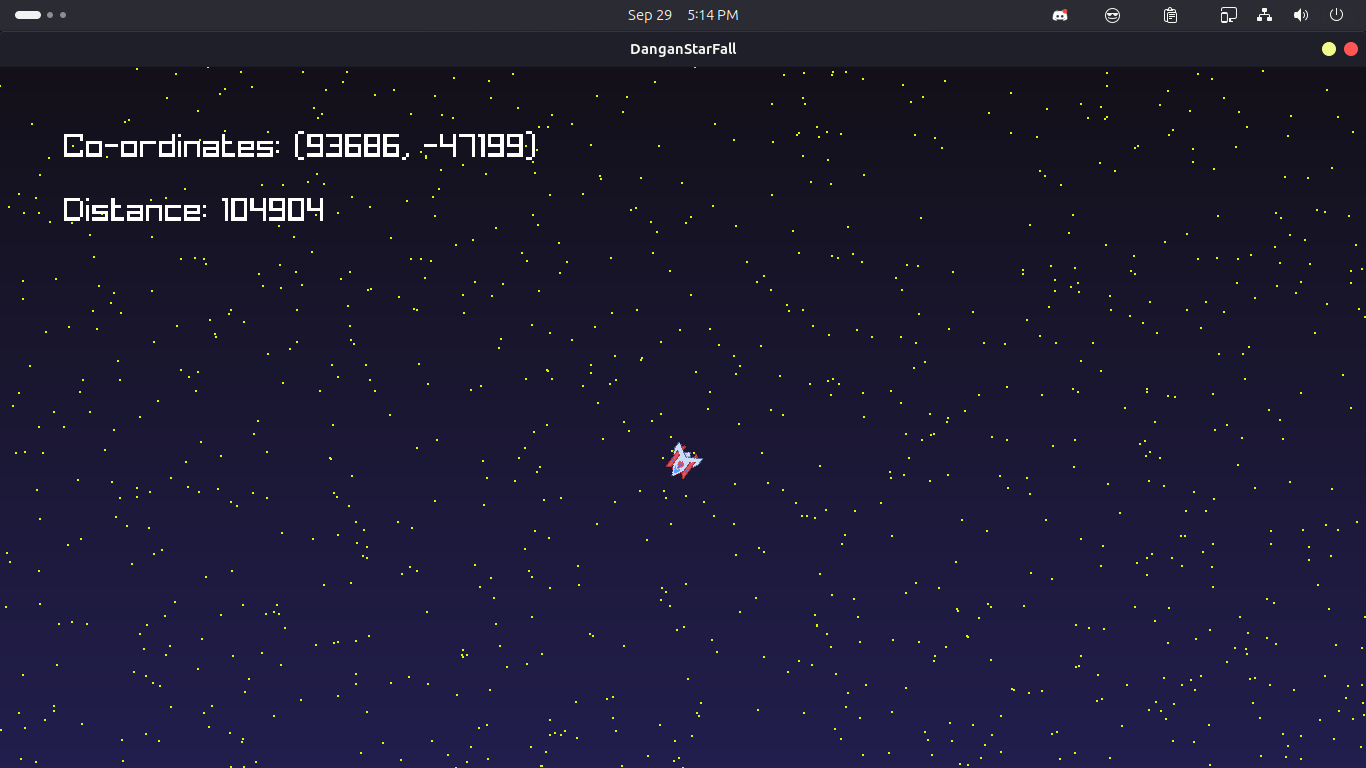 Sep 29 5:14 PM
DanganStarFall
Co-ordinates: (93686, -47199)
Distance: 104904